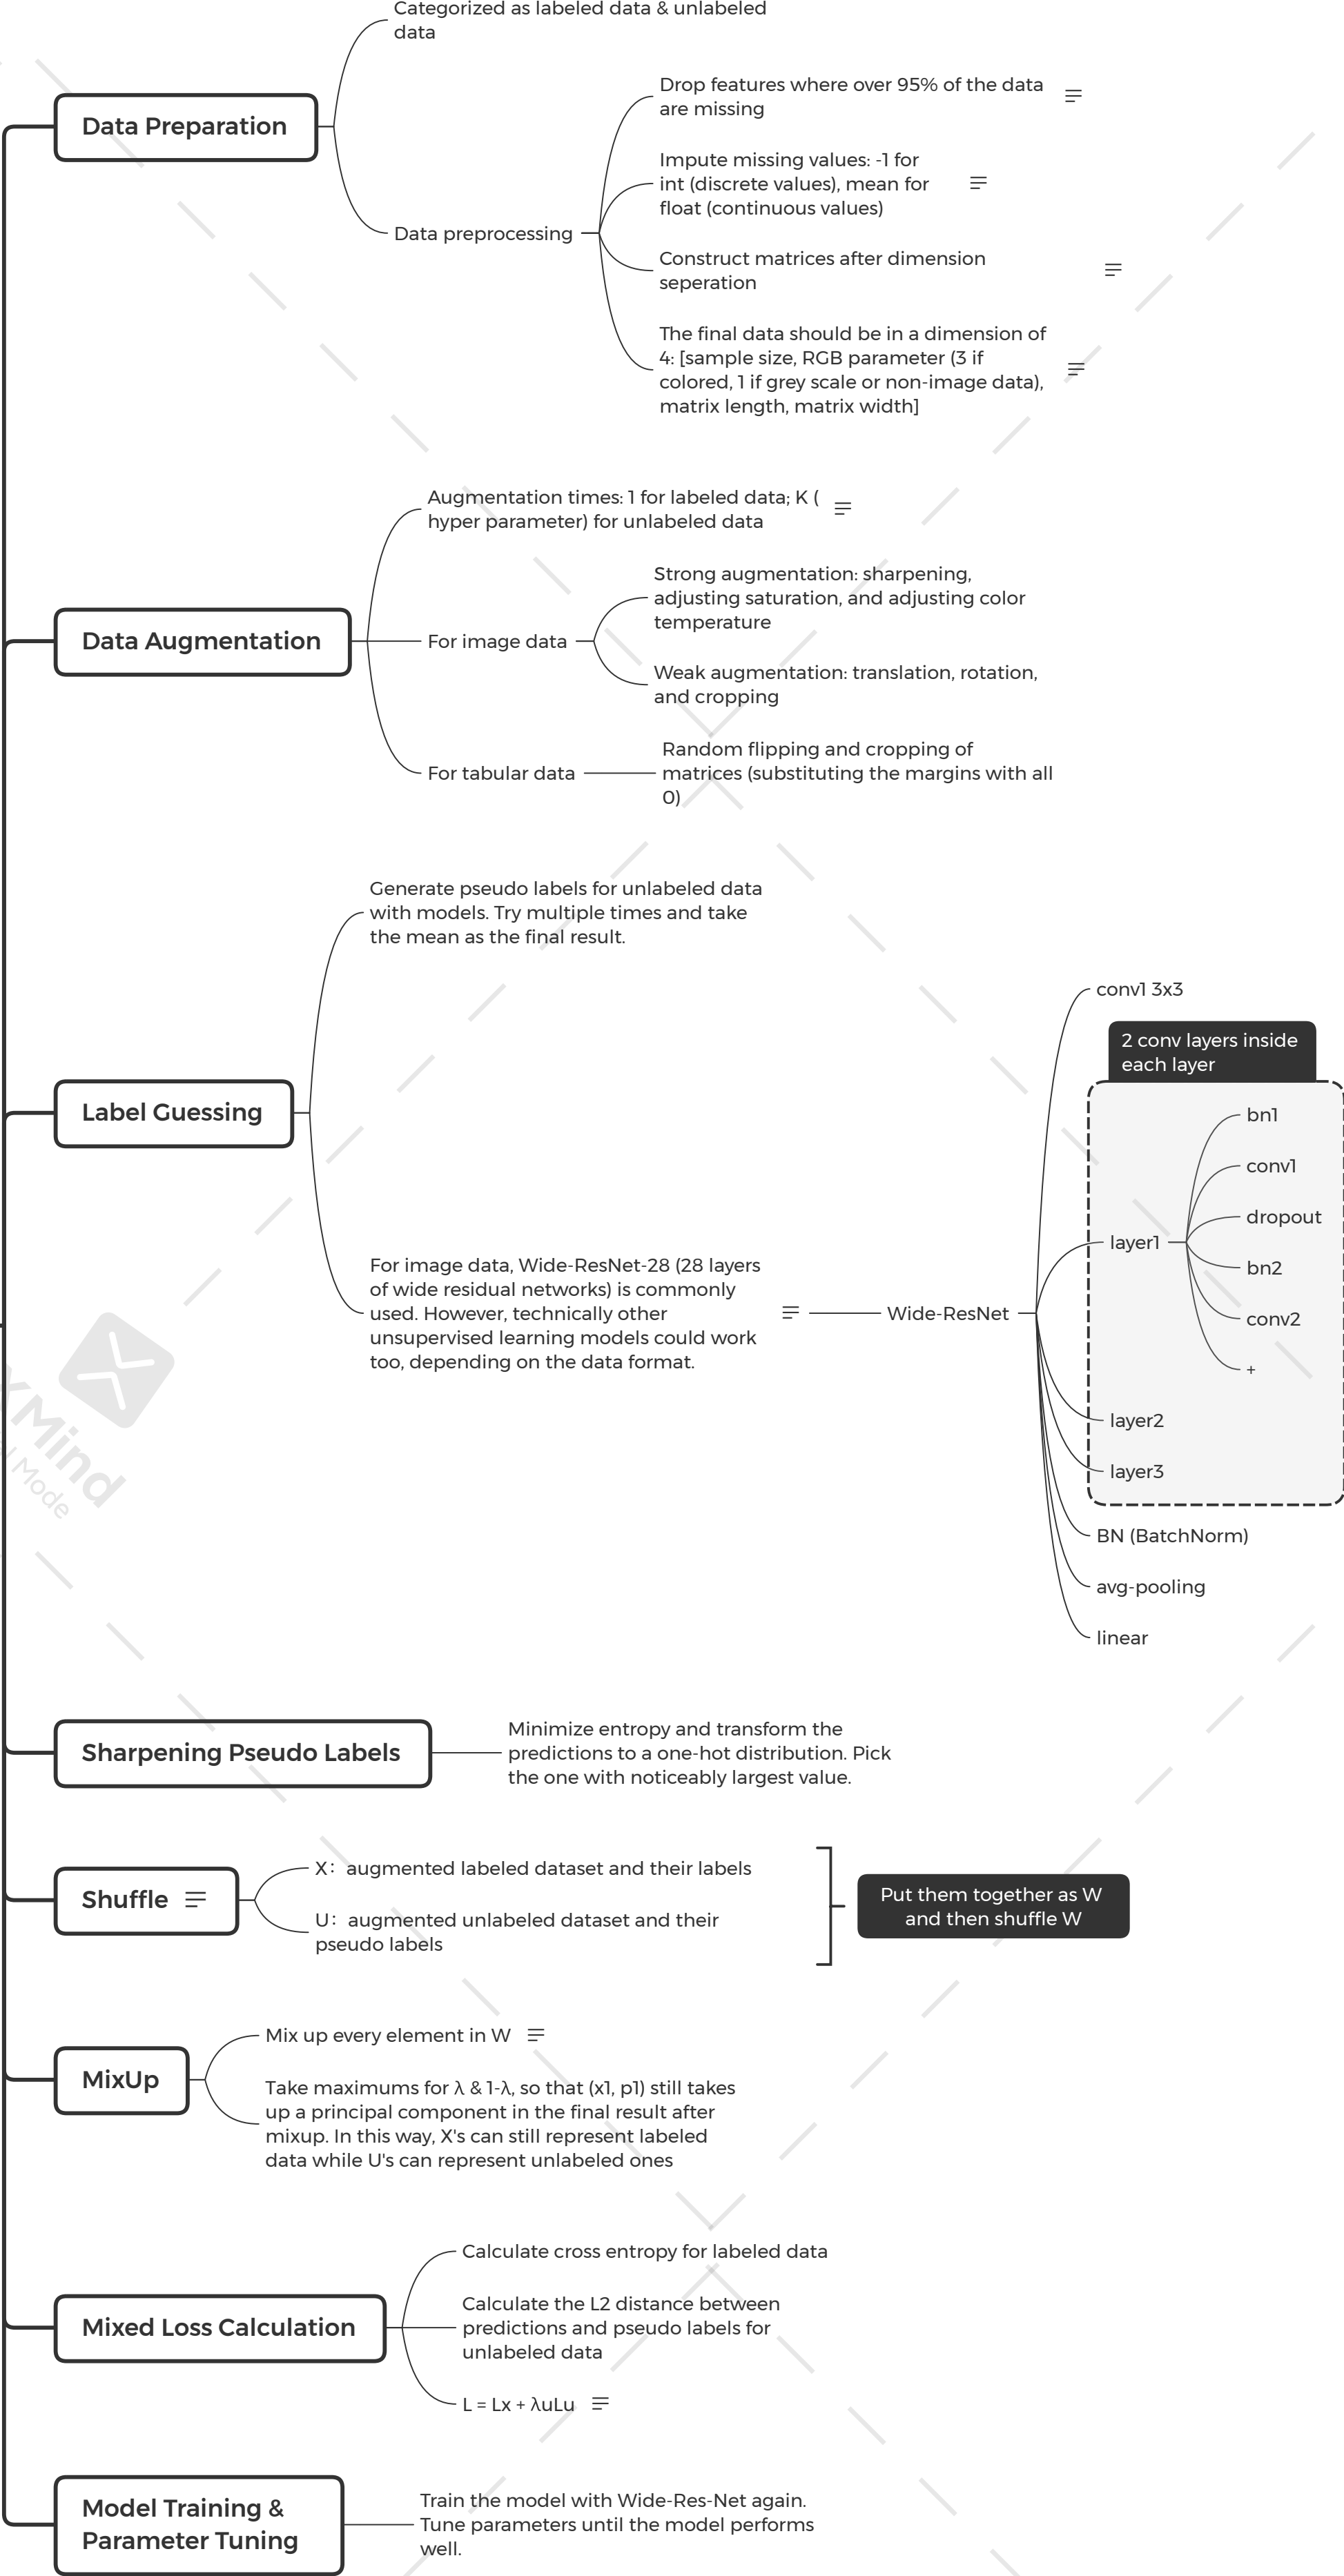 Categorized as labeled data & unlabeled
data
Data Preparation
Drop features where over 95% of the data
are missing
Impute missing values: -1 for
int (discrete values), mean for
float (continuous values)
Data preprocessing
Construct matrices after dimension
seperation
The final data should be in a dimension of
4: [sample size, RGB parameter (3 if
colored, 1 if grey scale or non-image data),
matrix length, matrix width]
Augmentation times: 1 for labeled data; K (
hyper parameter) for unlabeled data
Data Augmentation
For image data
Strong augmentation: sharpening,
adjusting saturation, and adjusting color
temperature
Weak augmentation: translation, rotation,
and cropping
For tabular data
Random flipping and cropping of
matrices (substituting the margins with all
0)
Generate pseudo labels for unlabeled data
with models. Try multiple times and take
the mean as the final result.
Label Guessing
For image data, Wide-ResNet-28 (28 layers
of wide residual networks) is commonly
used. However, technically other
unsupervised learning models could work
too, depending on the data format.
Wide-ResNet
conv1 3x3
2 conv layers inside
each layer
layer1
bn1
conv1
dropout
bn2
conv2
+
layer2
layer3
BN (BatchNorm)
avg-pooling
linear
XMind
Mode
Sharpening Pseudo Labels
Minimize entropy and transform the
predictions to a one-hot distribution. Pick
the one with noticeably largest value.
Shuffle
X：augmented labeled dataset and their labels
U：augmented unlabeled dataset and their
pseudo labels
Put them together as W
and then shuffle W
MixUp
Mix up every element in W
Take maximums for λ & 1-λ, so that (x1, p1) still takes
up a principal component in the final result after
mixup. In this way, X's can still represent labeled
data while U's can represent unlabeled ones
Mixed Loss Calculation
Calculate cross entropy for labeled data
Calculate the L2 distance between
predictions and pseudo labels for
unlabeled data
L = Lx + λuLu
Model Training &
Parameter Tuning
Train the model with Wide-Res-Net again.
Tune parameters until the model performs
well.